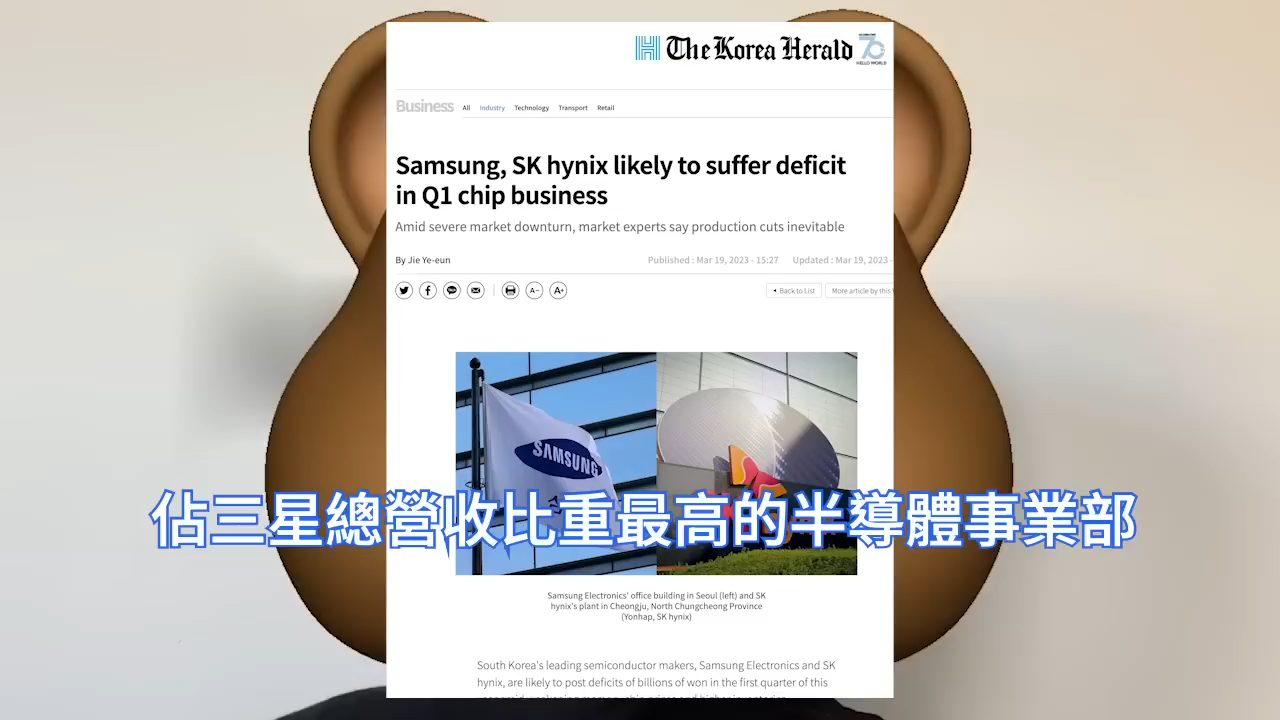 The Korea Herald
70
HELLO WORLD
Business All Industry Technology Transport Retail
Samsung, SK hynix likely to suffer deficit
in Q1 chip business
Amid severe market downturn, market experts say production cuts inevitable
By Jie Ye-eun
Published : Mar 19, 2023 - 15:27 Updated : Mar 19, 2023 -
A- A+
Back to List More article by this
SAMSUNG
佔三星總營收比重最高的半導體事業部
Samsung Electronics' office building in Seoul (left) and SK
hynix's plant in Cheongju, North Chungcheong Province
(Yonhap, SK hynix)
South Korea's leading semiconductor makers, Samsung Electronics and SK
hynix, are likely to post deficits of billions of won in the first quarter of this